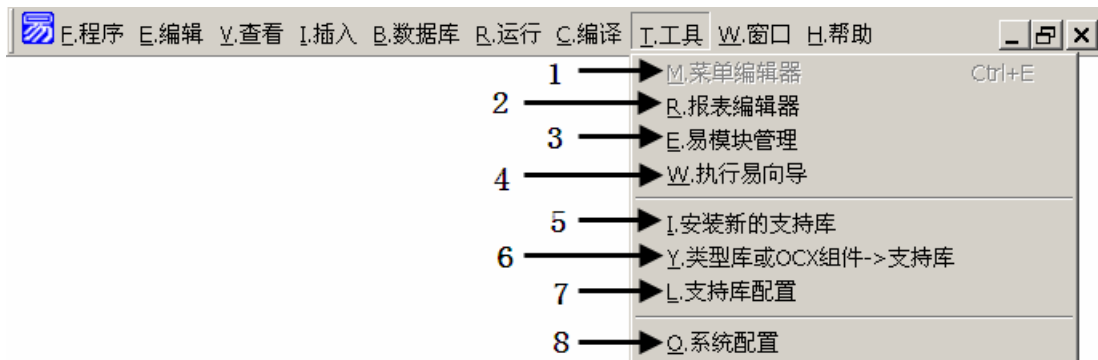 易 F.程序 E.编辑 V.查看 I.插入 B.数据库 R.运行 C.编译 T.工具 W.窗口 H.帮助
1 M.菜单编辑器 Ctrl+E
2 R.报表编辑器
3 E.易模块管理
4 W.执行易向导
5 I.安装新的支持库
6 Y.类型库或OCX组件->支持库
7 L.支持库配置
8 O.系统配置